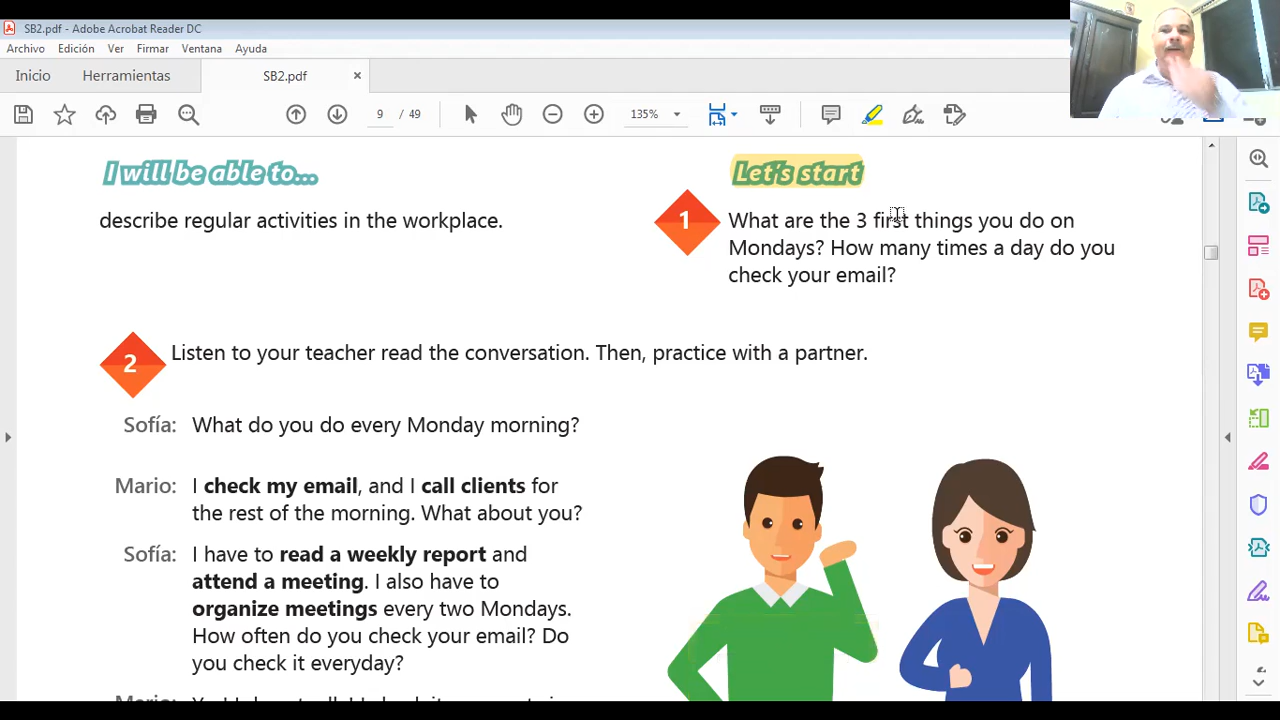 SB2.pdf - Adobe Acrobat Reader DC
Archivo Edición Ver Firmar Ventana Ayuda
Inicio Herramientas SB2.pdf ×
9 / 49 135%
I will be able to...
describe regular activities in the workplace.
Let's start
1
What are the 3 first things you do on
Mondays? How many times a day do you
check your email?
2
Listen to your teacher read the conversation. Then, practice with a partner.
Sofía: What do you do every Monday morning?
Mario: I check my email, and I call clients for
the rest of the morning. What about you?
Sofía: I have to read a weekly report and
attend a meeting. I also have to
organize meetings every two Mondays.
How often do you check your email? Do
you check it everyday?